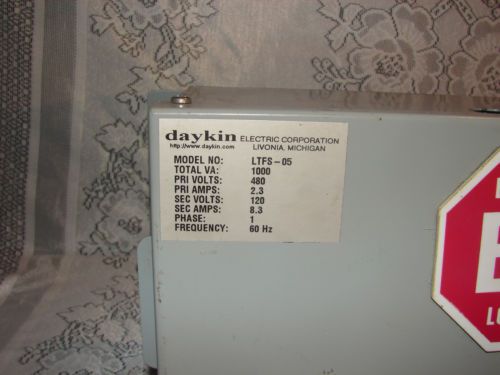 daykin ELECTRIC CORPORATION
http://www.daykin.com LIVONIA, MICHIGAN
MODEL NO: LTFS-05
TOTAL VA: 1000
PRI VOLTS: 480
PRI AMPS: 2.3
SEC VOLTS: 120
SEC AMPS: 8.3
PHASE: 1
FREQUENCY: 60 Hz